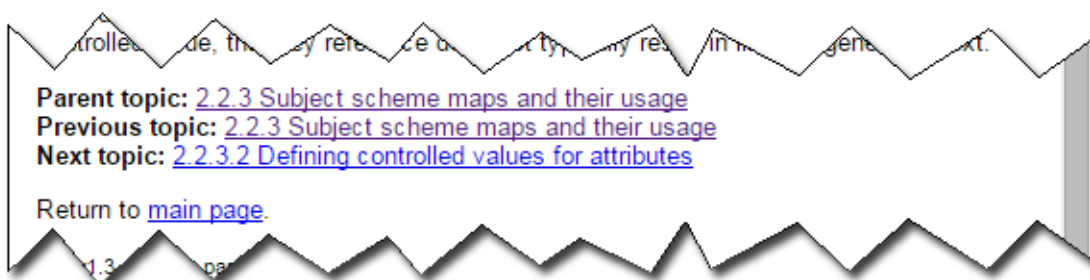 in
Parent topic: 2.2.3 Subject scheme maps and their usage
Previous topic: 2.2.3 Subject scheme maps and their usage
Next topic: 2.2.3.2 Defining controlled values for attributes
Return to main page.